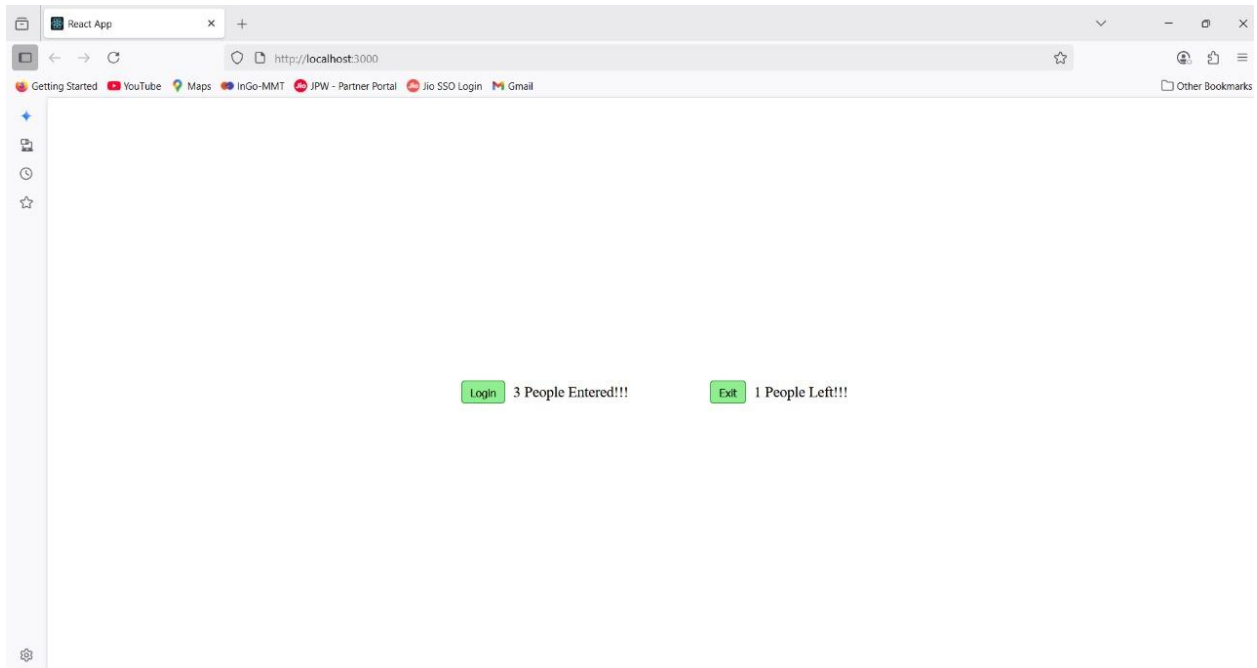 React App
http://localhost:3000
Getting Started YouTube Maps InGo-MMT JPW - Partner Portal Jio SSO Login Gmail Other Bookmarks
Login 3 People Entered!!! Exit 1 People Left!!!